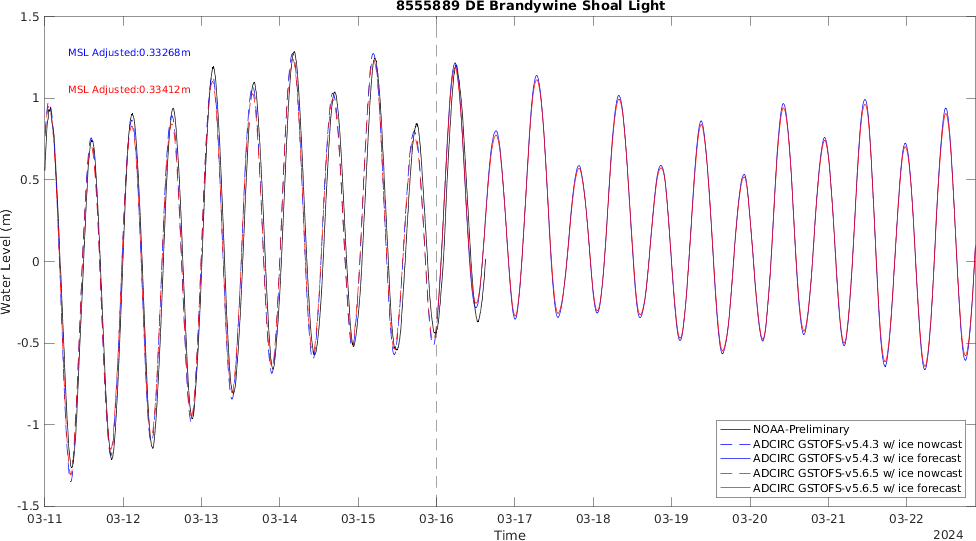 8555889 DE Brandywine Shoal Light
1.5
MSL Adjusted:0.33268m
MSL Adjusted:0.33412m
1
0.5
0
-0.5
-1
-1.5
Water Level (m)
NOAA-Preliminary
ADCIRC GSTOFS-v5.4.3 w/ ice nowcast
ADCIRC GSTOFS-v5.4.3 w/ ice forecast
ADCIRC GSTOFS-v5.6.5 w/ ice nowcast
ADCIRC GSTOFS-v5.6.5 w/ ice forecast
03-11 03-12 03-13 03-14 03-15 03-16 03-17 03-18 03-19 03-20 03-21 03-22
Time
2024